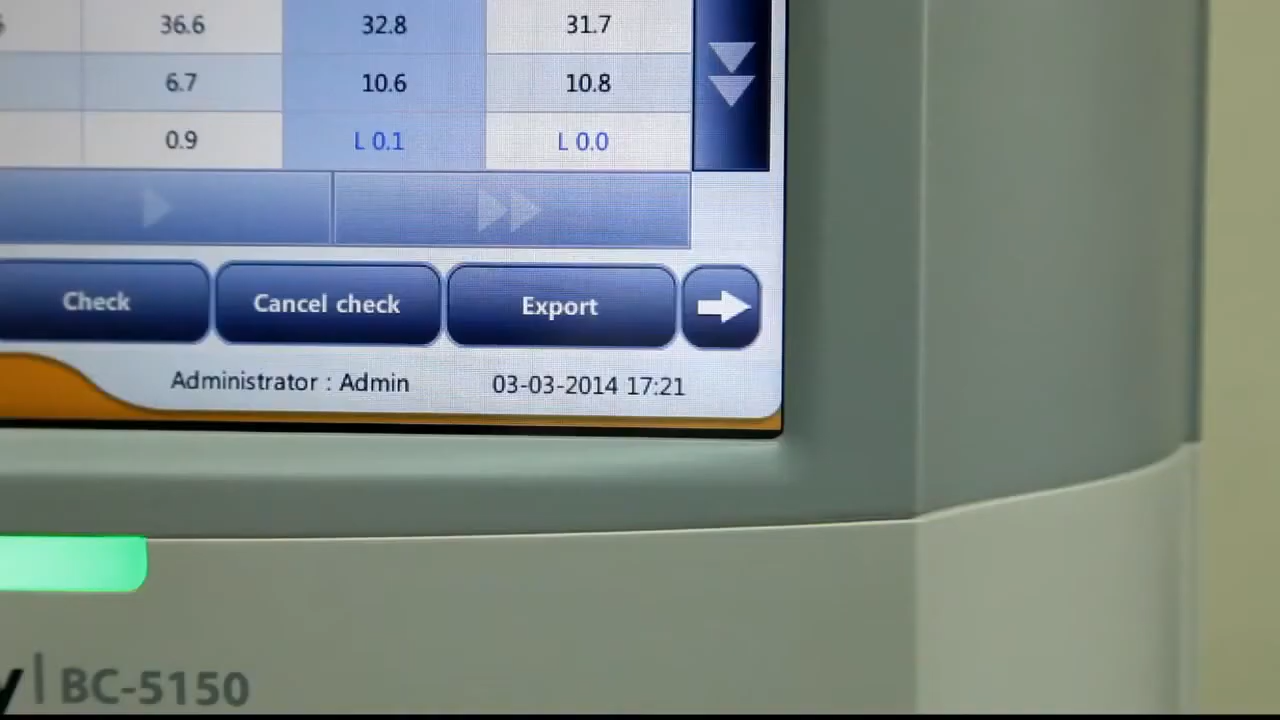 36.6 32.8 31.7
6.7 10.6 10.8
0.9 L 0.1 L 0.0
Check Cancel check Export
Administrator : Admin 03-03-2014 17:21
y | BC-5150